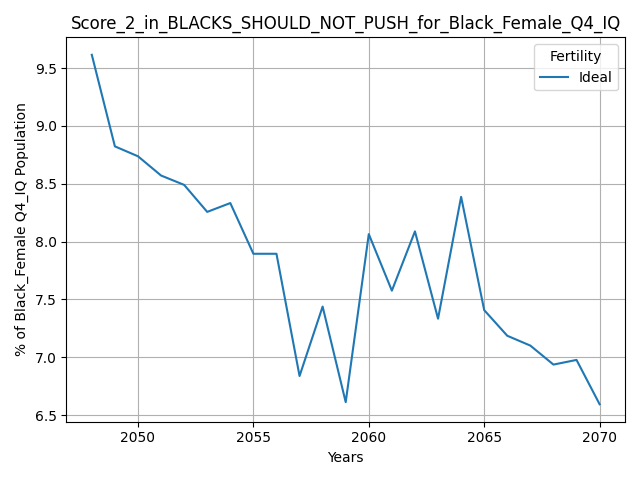 Score_2_in_BLACKS_SHOULD_NOT_PUSH_for_Black_Female_Q4_IQ
Fertility
Ideal
9.5
9.0
8.5
8.0
7.5
7.0
6.5
% of Black_Female Q4_IQ Population
2050 2055 2060 2065 2070
Years